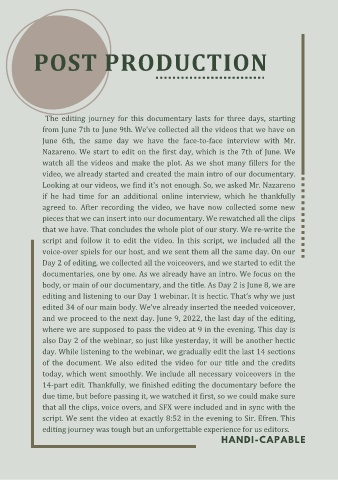 POST PRODUCTION
The editing journey for this documentary lasts for three days, starting
from June 7th to June 9th. We've collected all the videos that we have on
June 6th, the same day we have the face-to-face interview with Mr.
Nazareno. We start to edit on the first day, which is the 7th of June. We
watch all the videos and make the plot. As we shot many fillers for the
video, we already started and created the main intro of our documentary.
Looking at our videos, we find it's not enough. So, we asked Mr. Nazareno
if he had time for an additional online interview, which he thankfully
agreed to. After recording the video, we have now collected some new
pieces that we can insert into our documentary. We rewatched all the clips
that we have. That concludes the whole plot of our story. We re-write the
script and follow it to edit the video. In this script, we included all the
voice-over spiels for our host, and we sent them all the same day. On our
Day 2 of editing, we collected all the voiceovers, and we started to edit the
documentaries, one by one. As we already have an intro. We focus on the
body, or main of our documentary, and the title. As Day 2 is June 8, we are
editing and listening to our Day 1 webinar. It is hectic. That's why we just
edited 34 of our main body. We've already inserted the needed voiceover,
and we proceed to the next day. June 9, 2022, the last day of editing,
where we are supposed to pass the video at 9 in the evening. This day is
also Day 2 of the webinar, so just like yesterday, it will be another hectic
day. While listening to the webinar, we gradually edit the last 14 sections
of the document. We also edited the video for our title and the credits
today, which went smoothly. We include all necessary voiceovers in the
14-part edit. Thankfully, we finished editing the documentary before the
due time, but before passing it, we watched it first, so we could make sure
that all the clips, voice overs, and SFX were included and in sync with the
script. We sent the video at exactly 8:52 in the evening to Sir. Efren. This
editing journey was tough but an unforgettable experience for us editors.
HANDI-CAPABLE